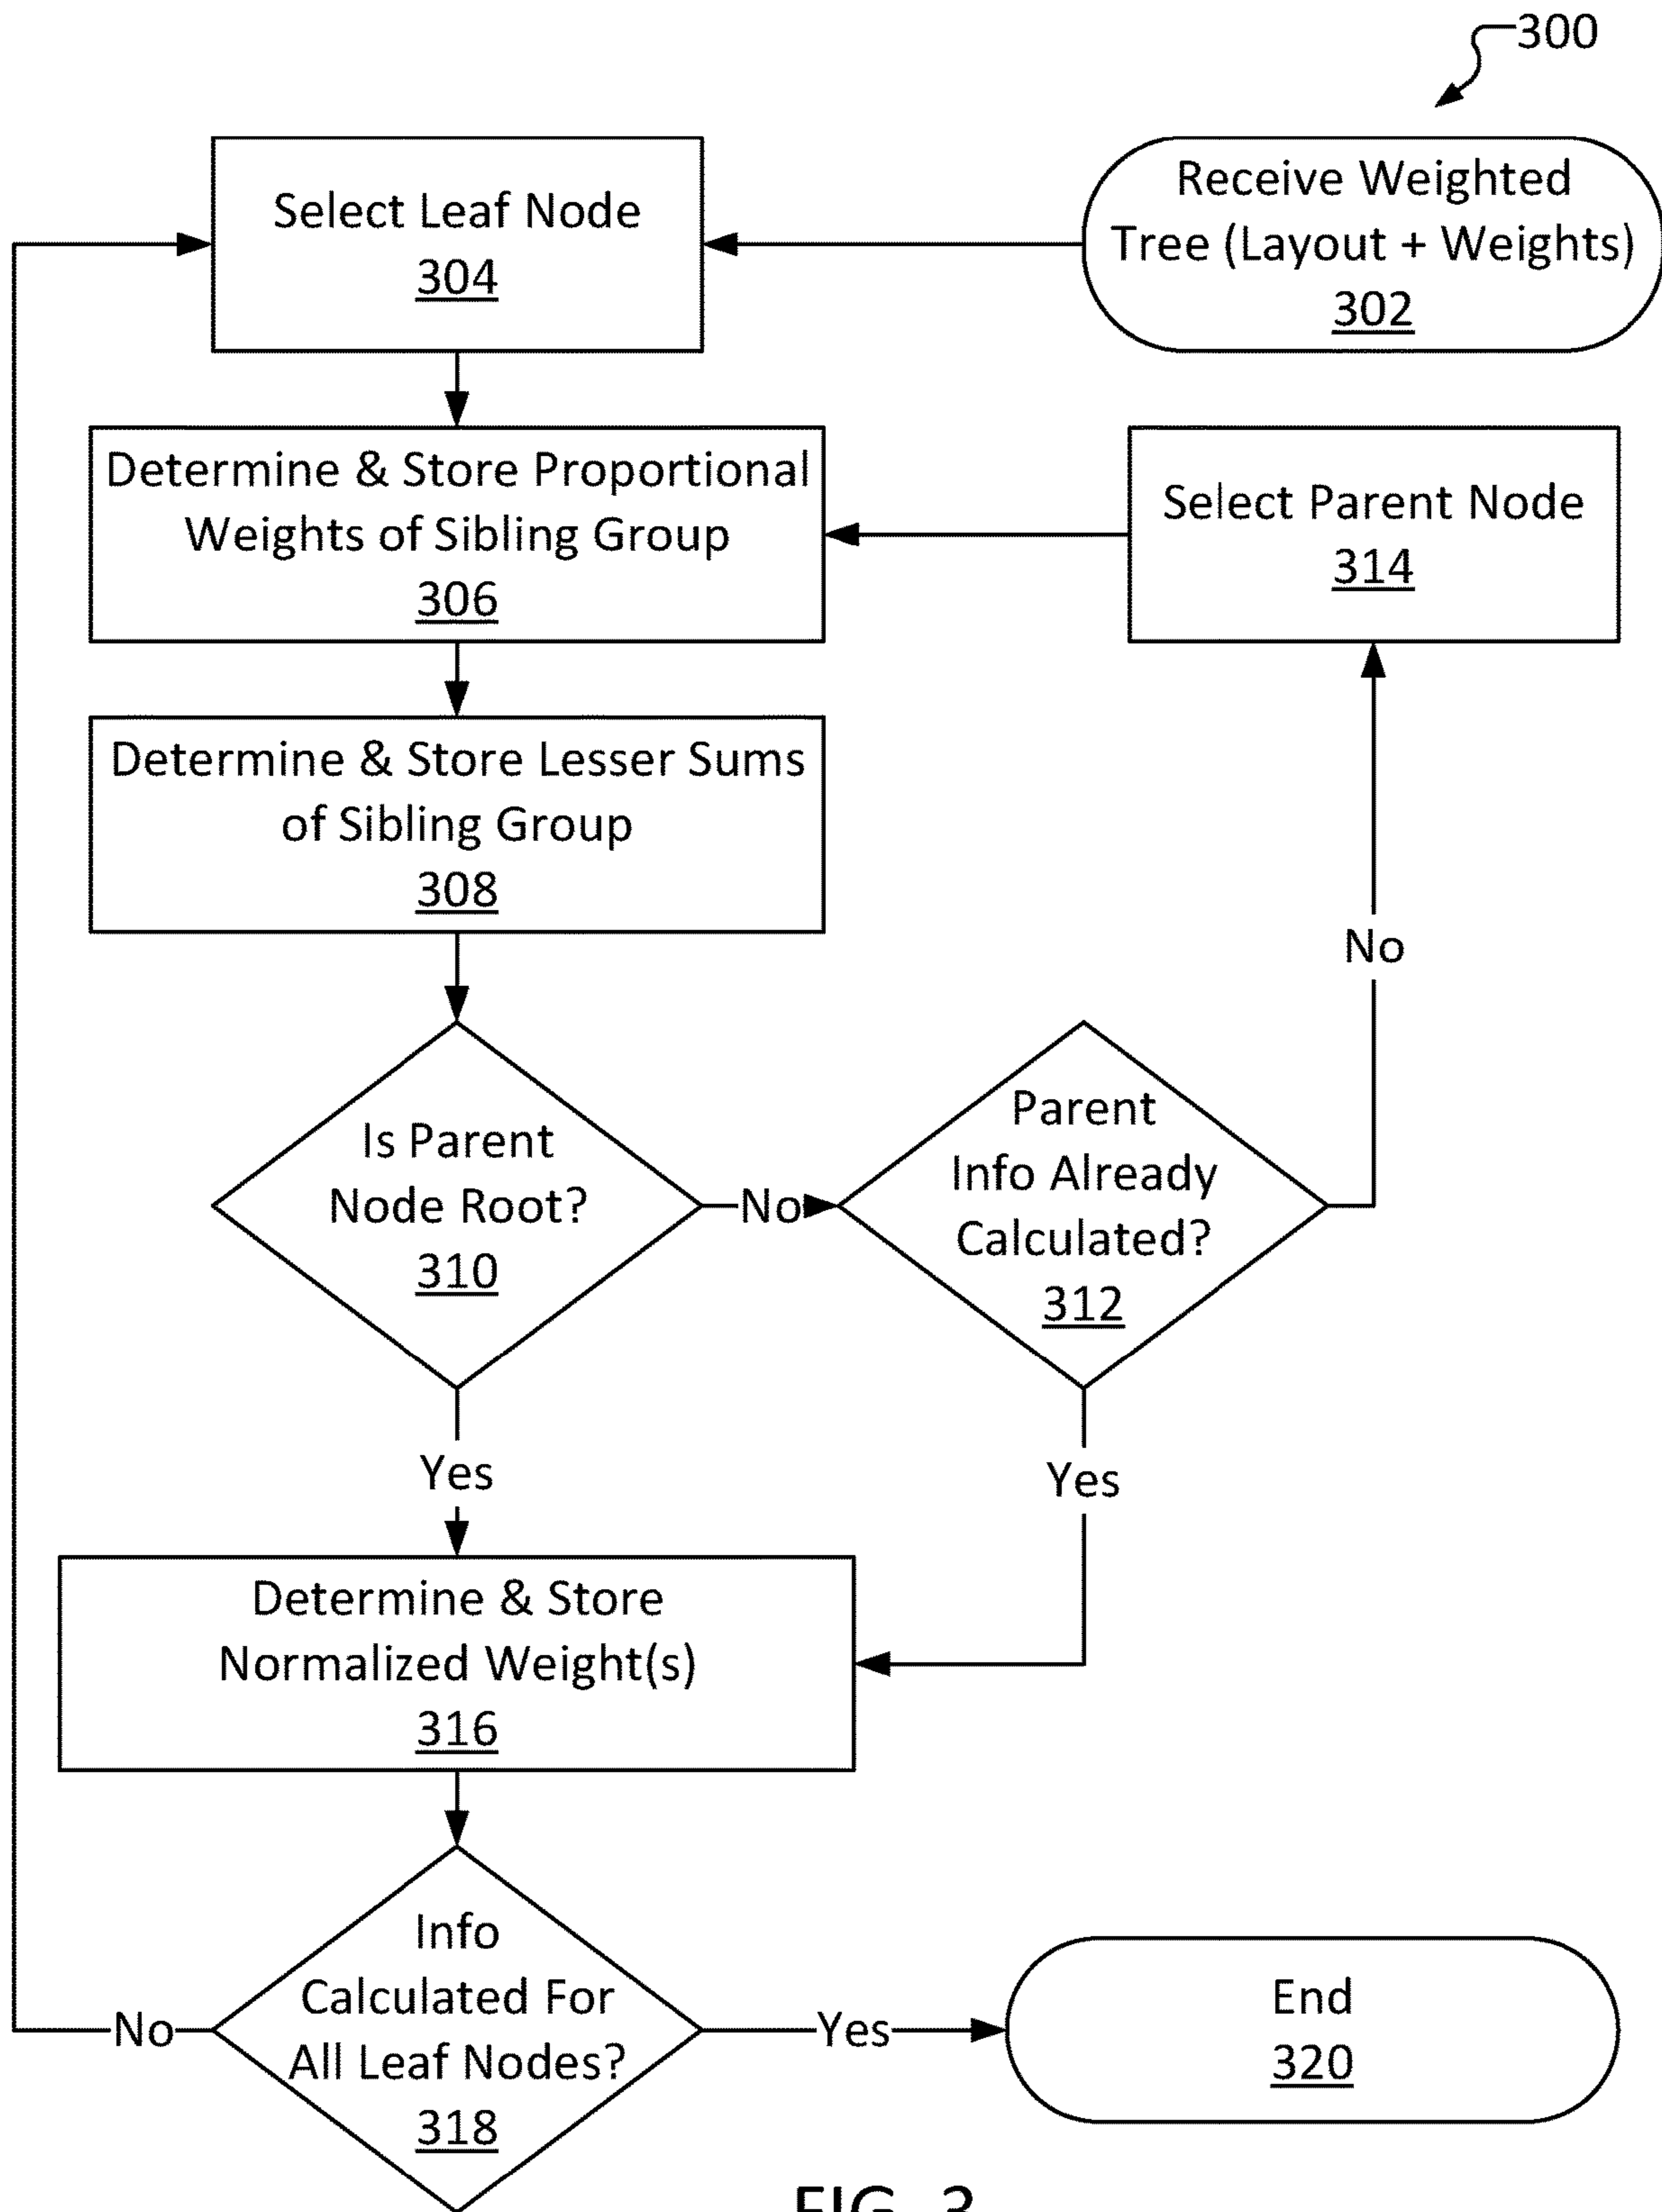 300
Receive Weighted
Tree (Layout + Weights)
302
Select Leaf Node
304
Determine & Store Proportional
Weights of Sibling Group
306
Select Parent Node
314
Determine & Store Lesser Sums
of Sibling Group
308
No
Is Parent
Node Root?
310
No
Parent
Info Already
Calculated?
312
Yes
Yes
Determine & Store
Normalized Weight(s)
316
Info
Calculated For
All Leaf Nodes?
318
No
Yes
End
320
FIG. 3